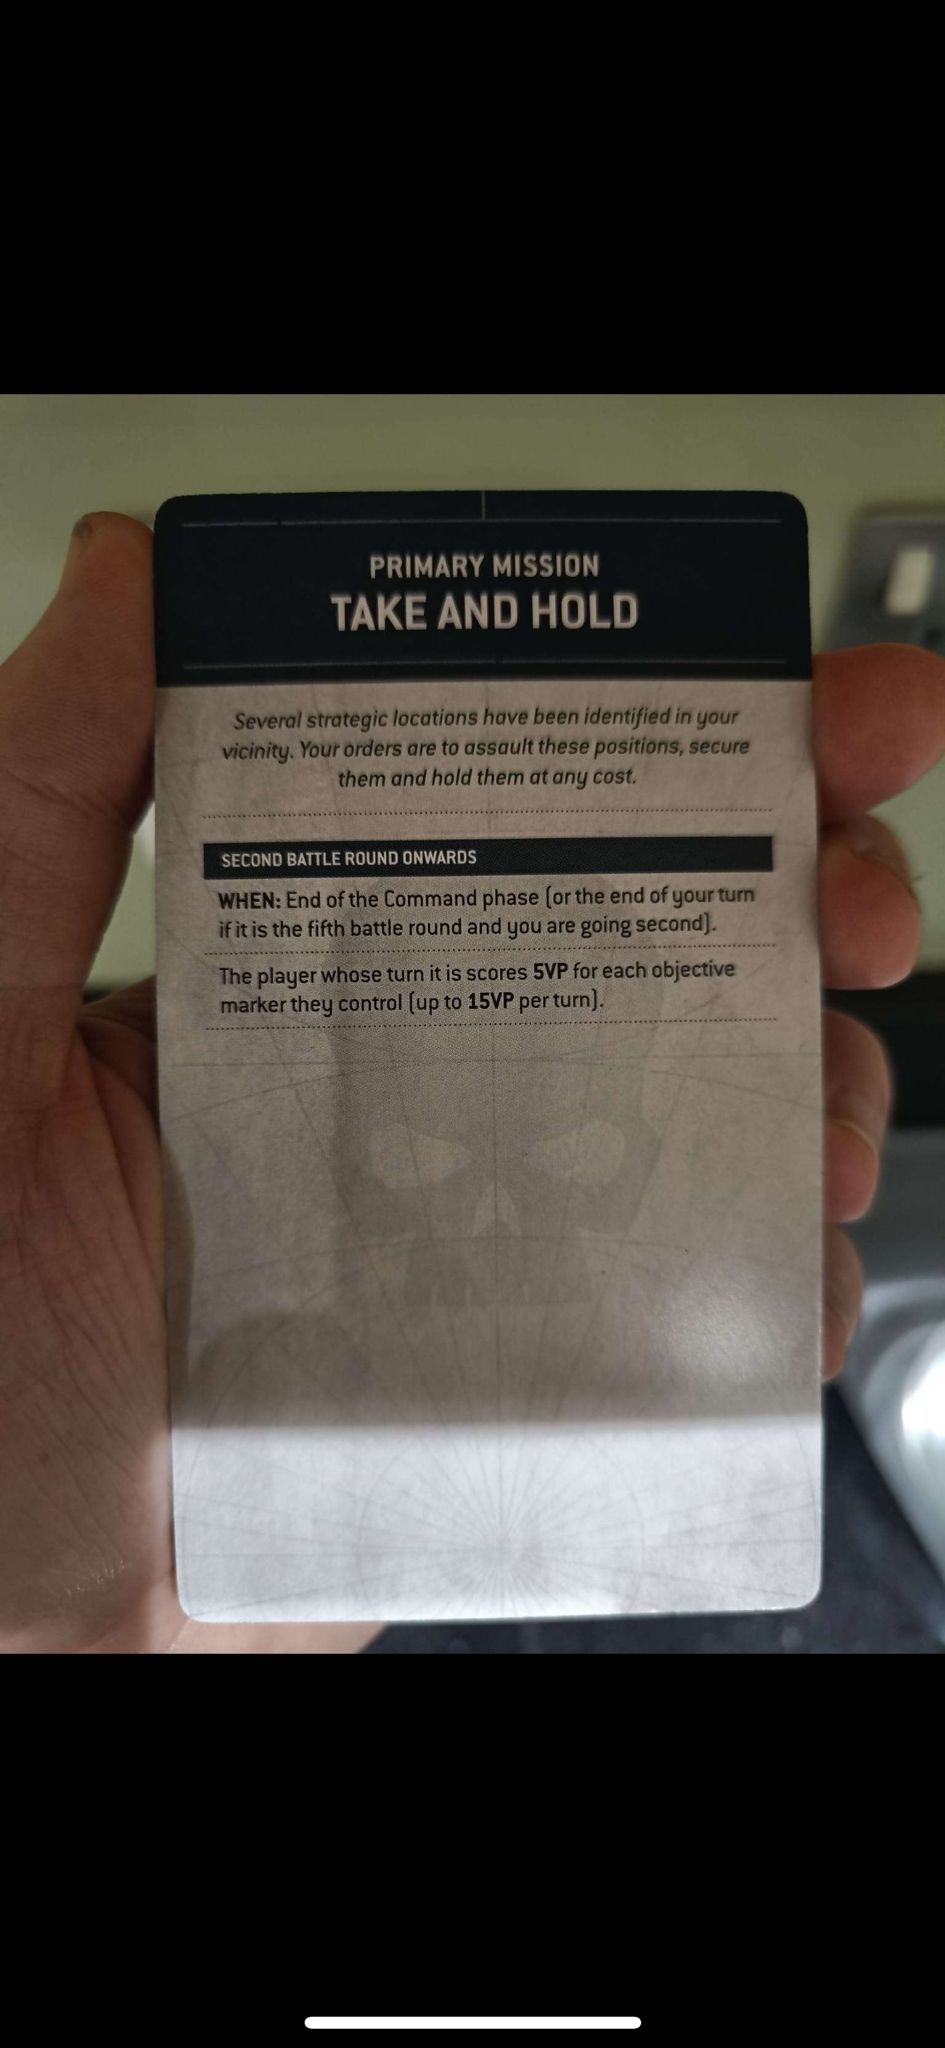 PRIMARY MISSION
TAKE AND HOLD
Several strategic locations have been identified in your
vicinity. Your orders are to assault these positions, secure
them and hold them at any cost.
SECOND BATTLE ROUND ONWARDS
WHEN: End of the Command phase (or the end of your turn
if it is the fifth battle round and you are going second).
The player whose turn it is scores 5VP for each objective
marker they control (up to 15VP per turn).